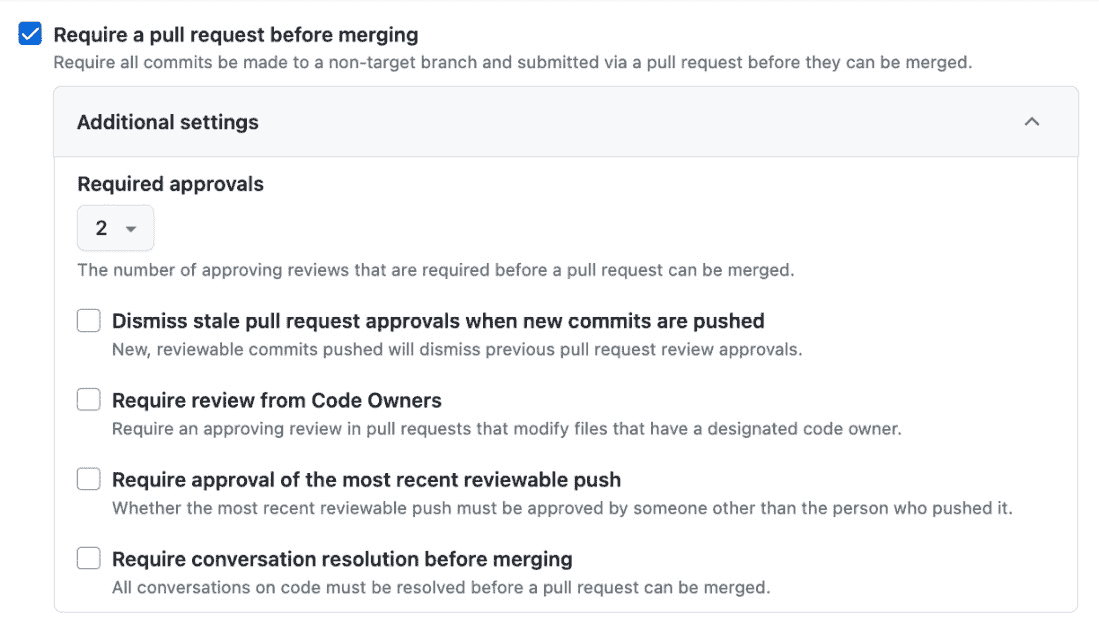 Require a pull request before merging
Require all commits be made to a non-target branch and submitted via a pull request before they can be merged.
Additional settings
Required approvals
2
The number of approving reviews that are required before a pull request can be merged.
Dismiss stale pull request approvals when new commits are pushed
New, reviewable commits pushed will dismiss previous pull request review approvals.
Require review from Code Owners
Require an approving review in pull requests that modify files that have a designated code owner.
Require approval of the most recent reviewable push
Whether the most recent reviewable push must be approved by someone other than the person who pushed it.
Require conversation resolution before merging
All conversations on code must be resolved before a pull request can be merged.